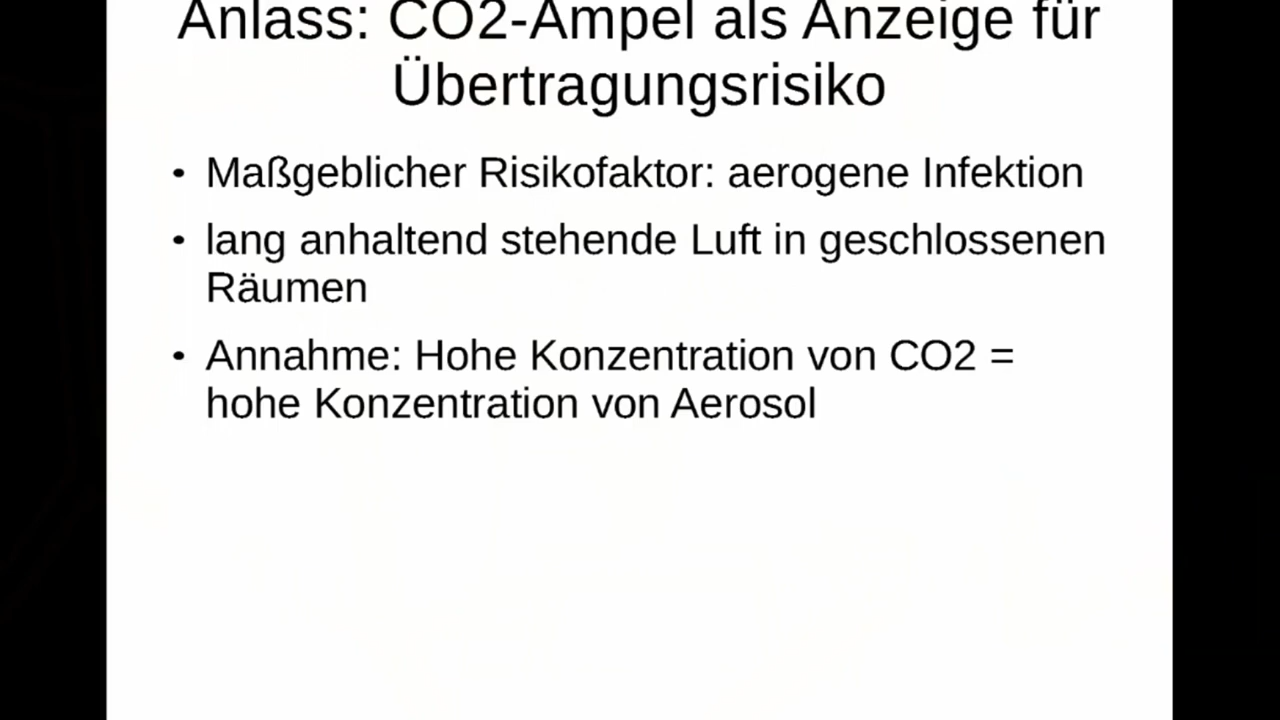 Anlass: CO2-Ampel als Anzeige für
Übertragungsrisiko
• Maßgeblicher Risikofaktor: aerogene Infektion
• lang anhaltend stehende Luft in geschlossenen
Räumen
• Annahme: Hohe Konzentration von CO2 =
hohe Konzentration von Aerosol